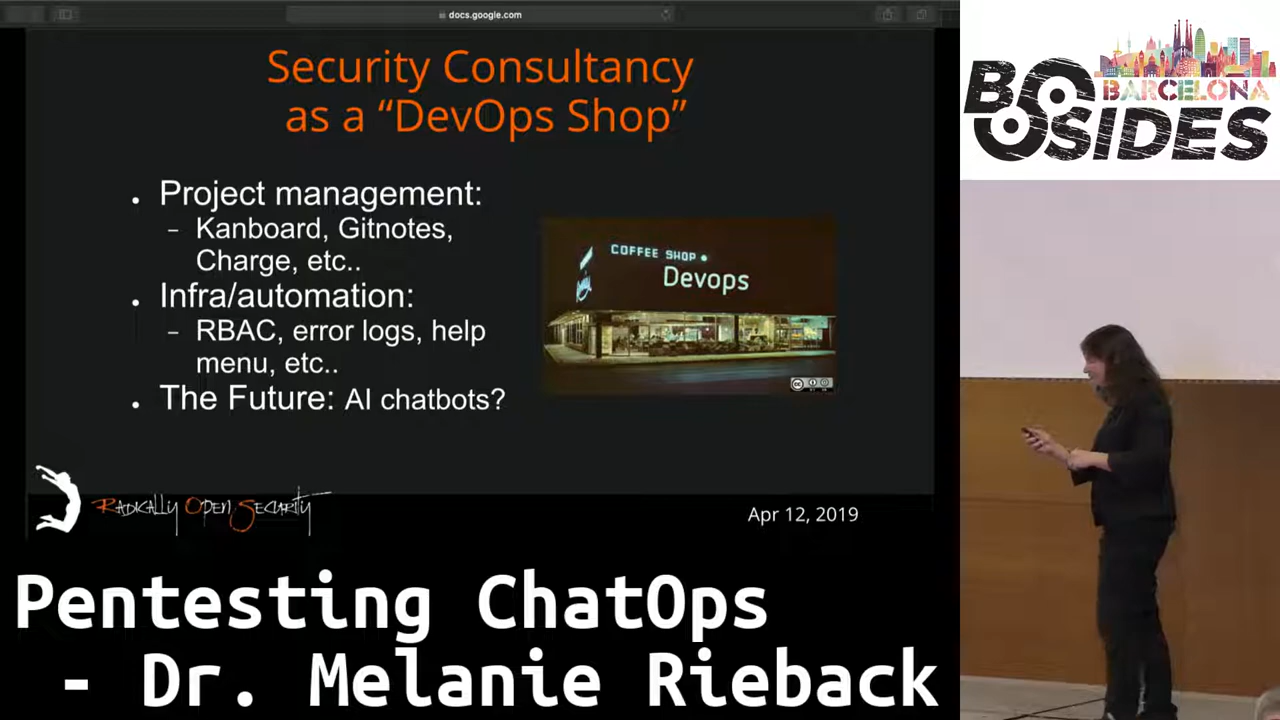 docs.google.com
Security Consultancy
as a “DevOps Shop”
• Project management:
– Kanboard, Gitnotes,
Charge, etc..
• Infra/automation:
– RBAC, error logs, help
menu, etc..
• The Future: AI chatbots?
COFFEE SHOP
Devops
RADICALLY OPEN SECURITY
Apr 12, 2019
Pentesting ChatOps
- Dr. Melanie Rieback
BSIDES
BARCELONA